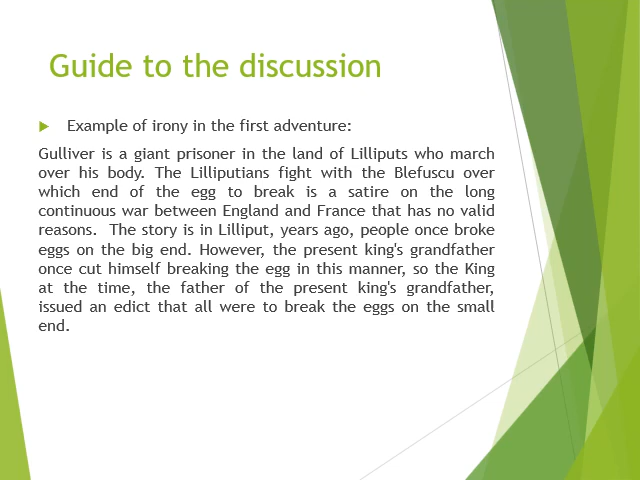 Guide to the discussion
Example of irony in the first adventure:
Gulliver is a giant prisoner in the land of Lilliputs who march
over his body. The Lilliputians fight with the Blefuscu over
which end of the egg to break is a satire on the long
continuous war between England and France that has no valid
reasons. The story is in Lilliput, years ago, people once broke
eggs on the big end. However, the present king's grandfather
once cut himself breaking the egg in this manner, so the King
at the time, the father of the present king's grandfather,
issued an edict that all were to break the eggs on the small
end.